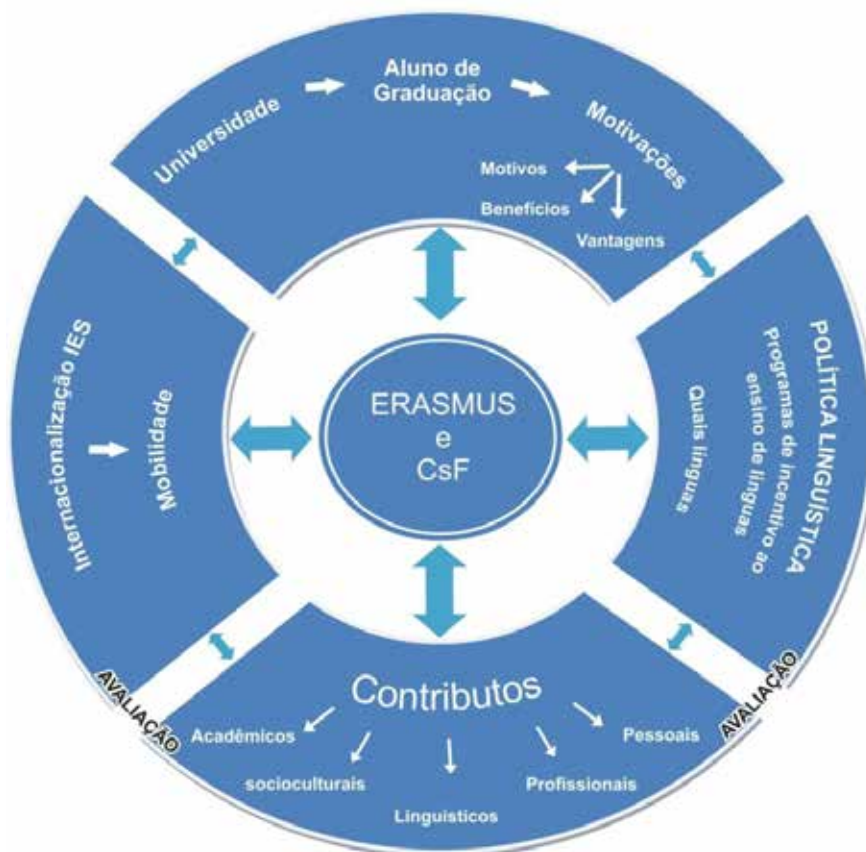 Universidade
Aluno de
Graduação
Motivações
Motivos
Benefícios
Vantagens
Internacionalização IES
Mobilidade
ERASMUS
e
CsF
POLÍTICA LINGUÍSTICA
Programas de incentivo ao
ensino de línguas
Quais línguas
AVALIAÇÃO
AVALIAÇÃO
Contributos
Acadêmicos
socioculturais
Linguísticos
Profissionais
Pessoais